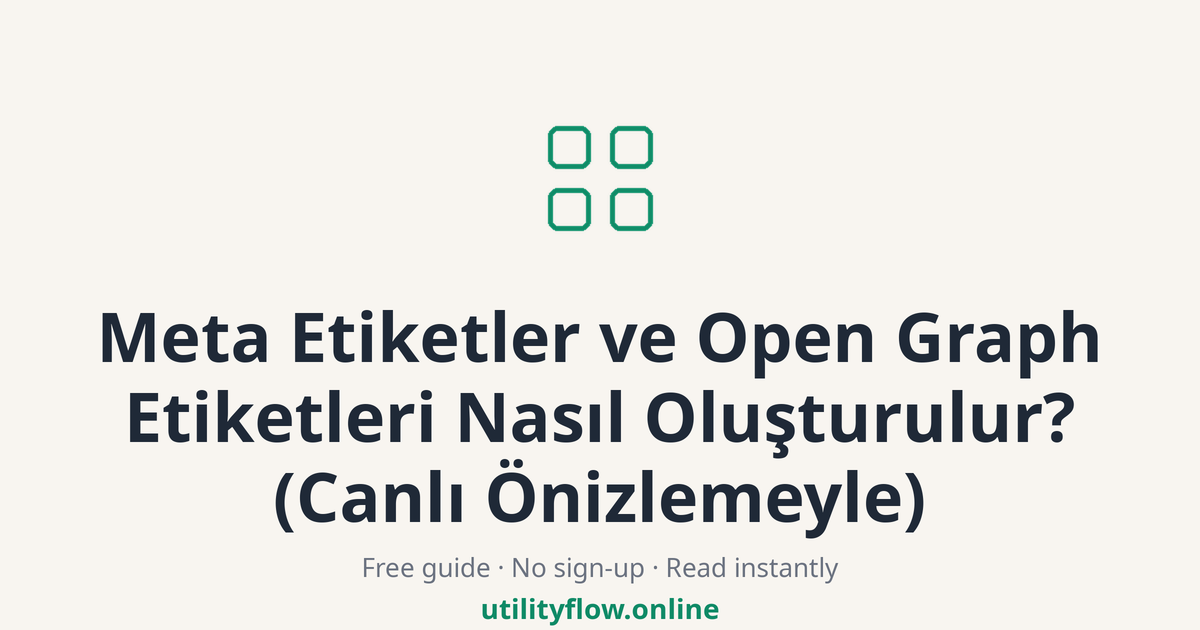 Meta Etiketler ve Open Graph
Etiketleri Nasıl Oluşturulur?
(Canlı Önizlemeyle)
Free guide · No sign-up · Read instantly
utilityflow.online